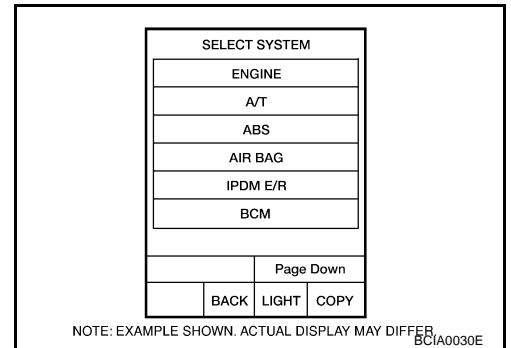 SELECT SYSTEM
ENGINE
A/T
ABS
AIR BAG
IPDM E/R
BCM
Page Down
BACK LIGHT COPY
NOTE: EXAMPLE SHOWN. ACTUAL DISPLAY MAY DIFFER.
BCIA0030E